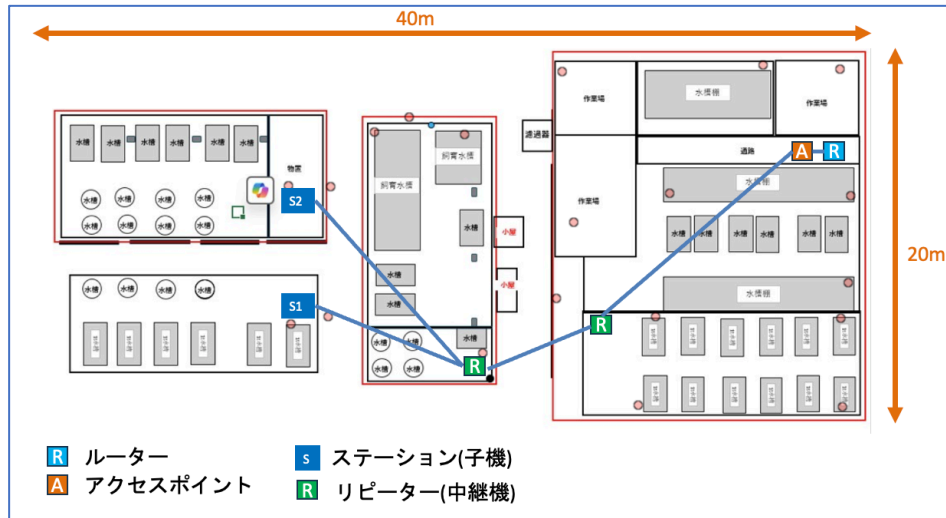 40m
作業場
水槽棚
作業場
濾過器
水槽 水槽 水槽 水槽 水槽 水槽
物置
飼育水槽
飼育水槽
通路
A
R
水槽棚
水槽 水槽 水槽 水槽
S2
作業場
水槽 水槽 水槽 水槽
水槽
小屋
水槽 水槽 水槽 水槽 水槽 水槽
20m
水槽
小屋
水槽 水槽 水槽 水槽
S1
水槽
水槽棚
R
水槽
水槽 水槽
水槽 水槽
R
R ルーター
S ステーション(子機)
A アクセスポイント
R リピーター(中継機)